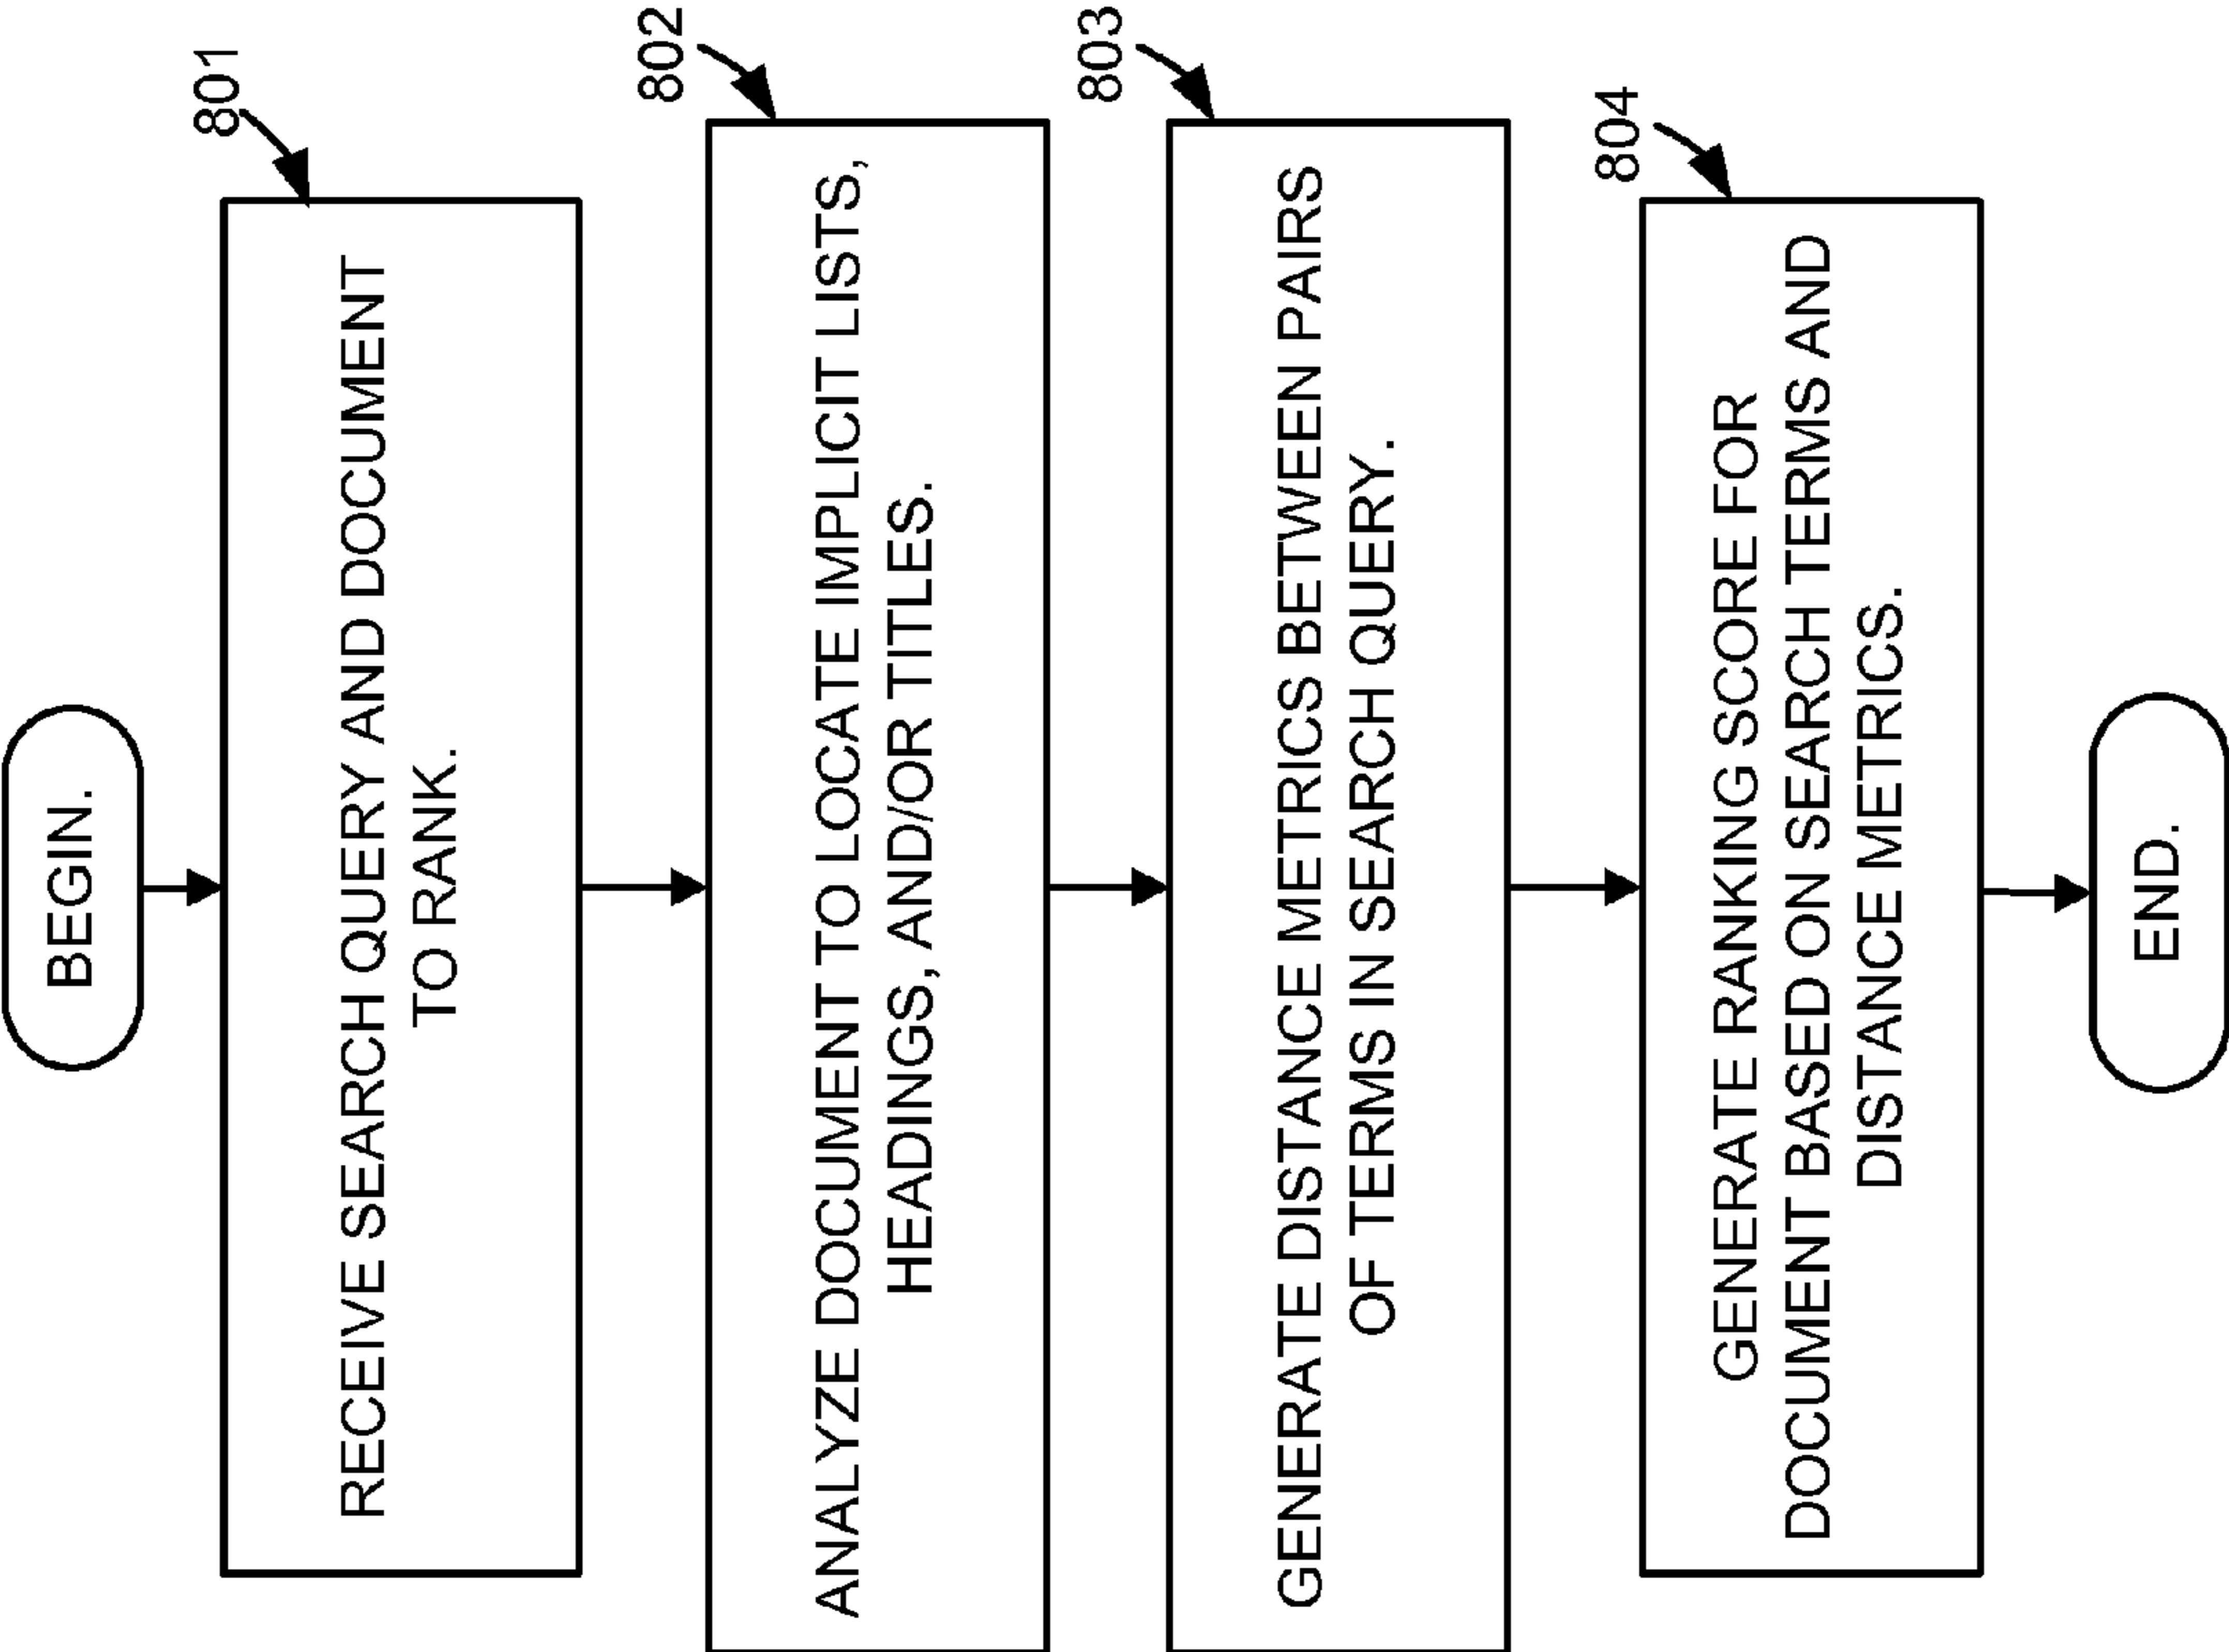 BEGIN.
801
RECEIVE SEARCH QUERY AND DOCUMENT
TO RANK.
802
ANALYZE DOCUMENT TO LOCATE IMPLICIT LISTS,
HEADINGS, AND/OR TITLES.
803
GENERATE DISTANCE METRICS BETWEEN PAIRS
OF TERMS IN SEARCH QUERY.
804
GENERATE RANKING SCORE FOR
DOCUMENT BASED ON SEARCH TERMS AND
DISTANCE METRICS.
END.